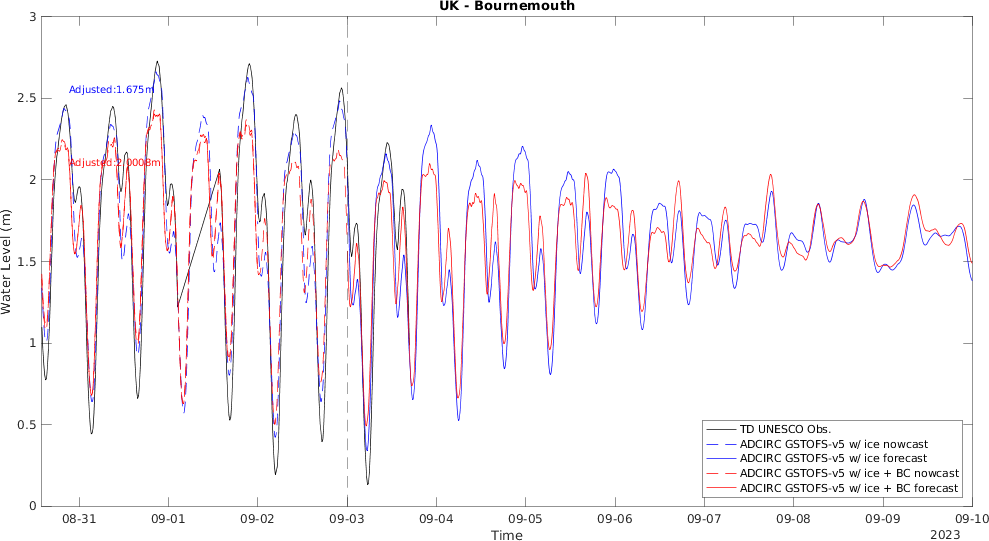 UK - Bournemouth
3
2.5
2
1.5
1
0.5
0
Water Level (m)
Adjusted:1.675m
Adjusted:2.0003m
TD UNESCO Obs.
ADCIRC GSTOFS-v5 w/ ice nowcast
ADCIRC GSTOFS-v5 w/ ice forecast
ADCIRC GSTOFS-v5 w/ ice + BC nowcast
ADCIRC GSTOFS-v5 w/ ice + BC forecast
08-31 09-01 09-02 09-03 09-04 09-05 09-06 09-07 09-08 09-09 09-10
Time
2023